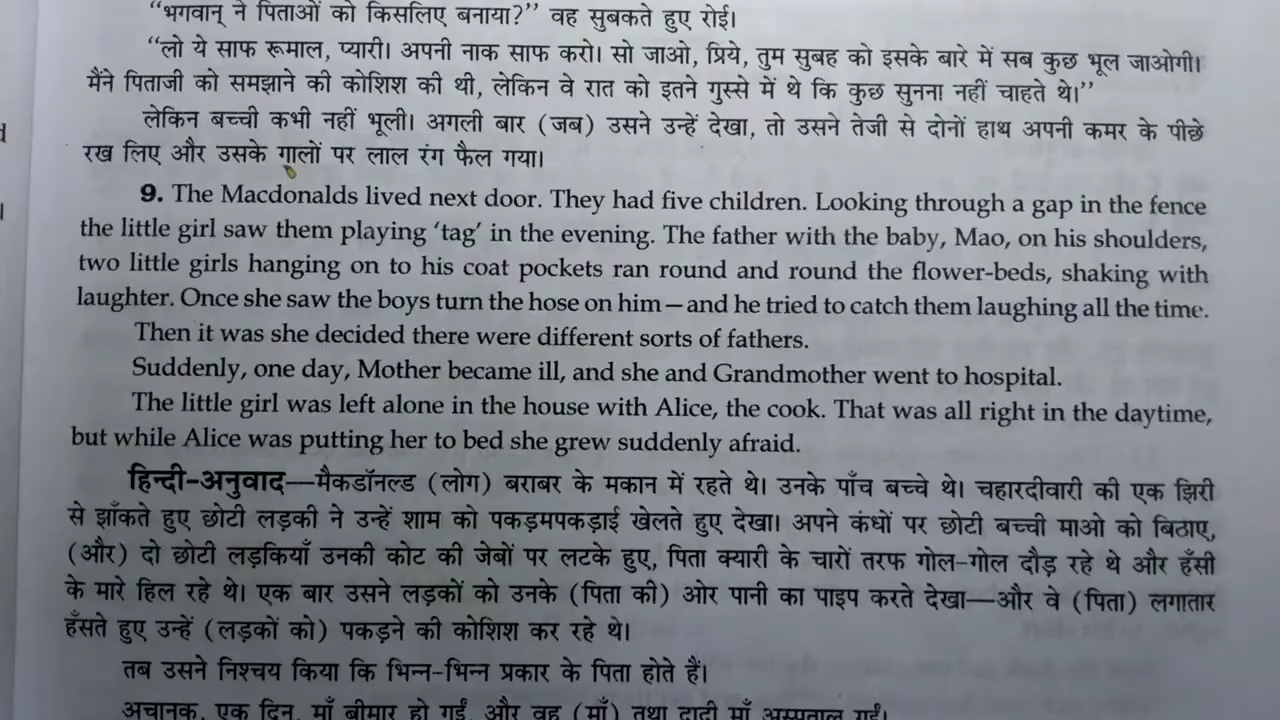 “भगवान् ने पिताओं को किसलिए बनाया?” वह सुबकते हुए रोई।
“लो ये साफ रूमाल, प्यारी। अपनी नाक साफ करो। सो जाओ, प्रिये, तुम सुबह को इसके बारे में सब कुछ भूल जाओगी।
मैंने पिताजी को समझाने की कोशिश की थी, लेकिन वे रात को इतने गुस्से में थे कि कुछ सुनना नहीं चाहते थे।”
लेकिन बच्ची कभी नहीं भूली। अगली बार (जब) उसने उन्हें देखा, तो उसने तेजी से दोनों हाथ अपनी कमर के पीछे
रख लिए और उसके गालों पर लाल रंग फैल गया।
9. The Macdonalds lived next door. They had five children. Looking through a gap in the fence
the little girl saw them playing ‘tag’ in the evening. The father with the baby, Mao, on his shoulders,
two little girls hanging on to his coat pockets ran round and round the flower-beds, shaking with
laughter. Once she saw the boys turn the hose on him—and he tried to catch them laughing all the time.
Then it was she decided there were different sorts of fathers.
Suddenly, one day, Mother became ill, and she and Grandmother went to hospital.
The little girl was left alone in the house with Alice, the cook. That was all right in the daytime,
but while Alice was putting her to bed she grew suddenly afraid.
हिन्दी-अनुवाद—मैकडॉनल्ड (लोग) बराबर के मकान में रहते थे। उनके पाँच बच्चे थे। चहारदीवारी की एक झिरी
से झाँकते हुए छोटी लड़की ने उन्हें शाम को पकड़मपकड़ाई खेलते हुए देखा। अपने कंधों पर छोटी बच्ची माओ को बिठाए,
(और) दो छोटी लड़कियाँ उनकी कोट की जेबों पर लटके हुए, पिता क्यारी के चारों तरफ गोल-गोल दौड़ रहे थे और हँसी
के मारे हिल रहे थे। एक बार उसने लड़कों को उनके (पिता की) ओर पानी का पाइप करते देखा—और वे (पिता) लगातार
हँसते हुए उन्हें (लड़कों को) पकड़ने की कोशिश कर रहे थे।
तब उसने निश्चय किया कि भिन्न-भिन्न प्रकार के पिता होते हैं।
अचानक, एक दिन, माँ बीमार हो गईं, और वह (माँ) तथा दादी माँ अस्पताल गईं।